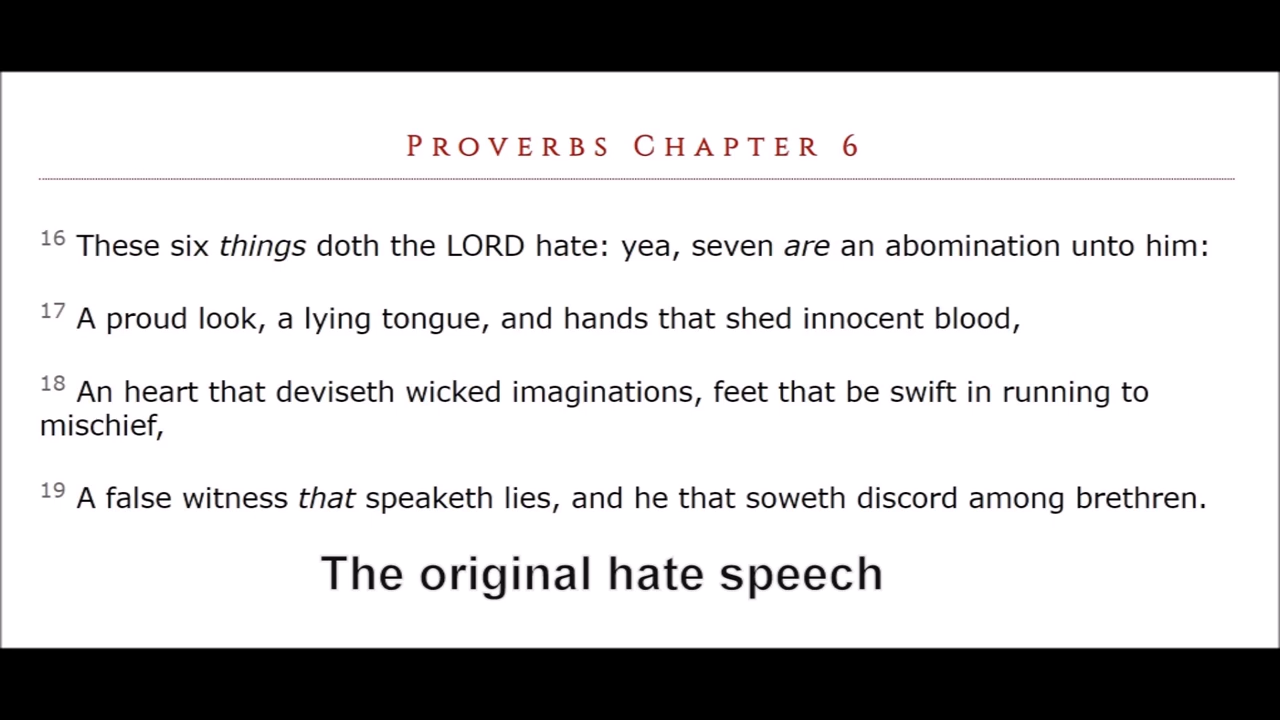 PROVERBS CHAPTER 6
16 These six things doth the LORD hate: yea, seven are an abomination unto him:
17 A proud look, a lying tongue, and hands that shed innocent blood,
18 An heart that deviseth wicked imaginations, feet that be swift in running to
mischief,
19 A false witness that speaketh lies, and he that soweth discord among brethren.
The original hate speech